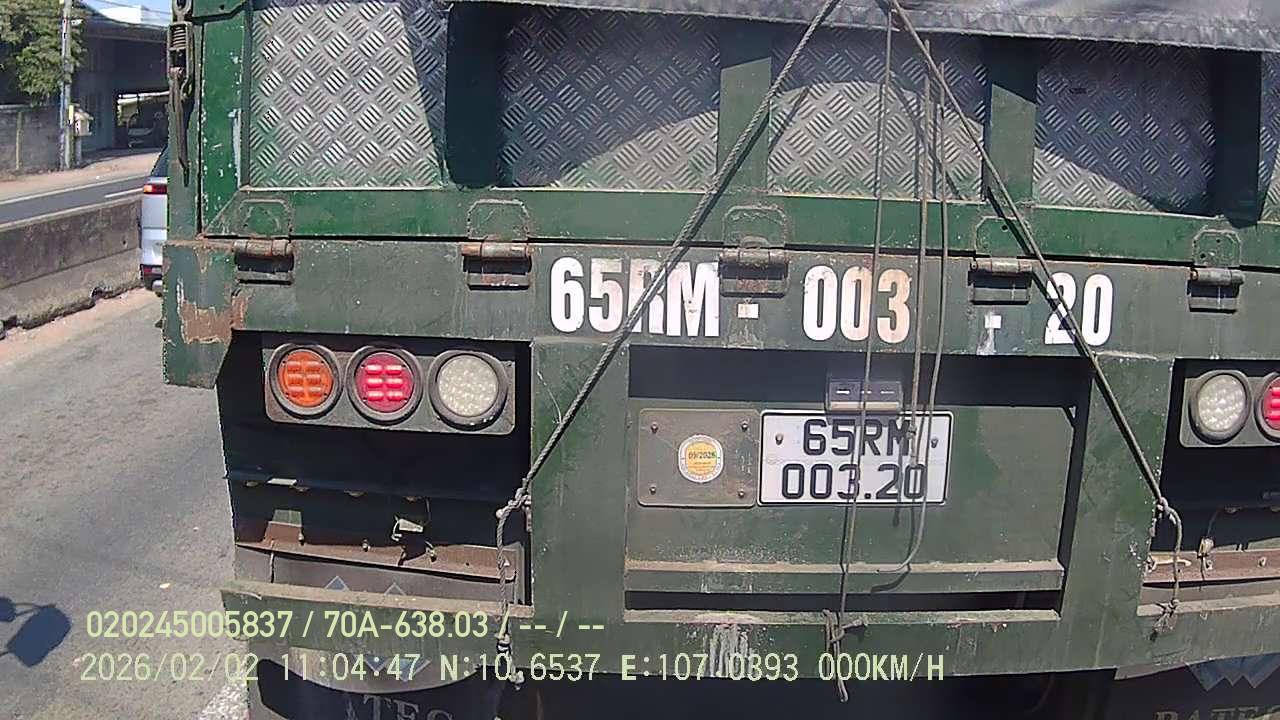 65RM - 003 - 20
09/2026
65RM
003.20
020245005837 / 70A-638.03 / -- / --
2026/02/02 11:04:47 N:10.6537 E:107.0393 000KM/H